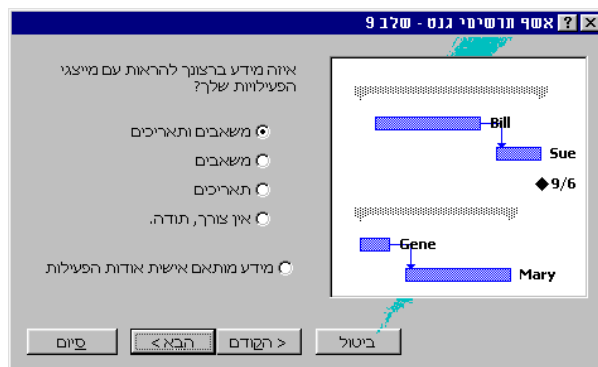 אשף תרשימי גנט - שלב 9
איזה מידע ברצונך להראות עם מייצגי
הפעילויות שלך?
משאבים ותאריכים
משאבים
תאריכים
אין צורך, תודה.
מידע מותאם אישית אודות הפעילות
Bill
Sue
9/6
Gene
Mary
ביטול
< הקודם
הבא >
סיום